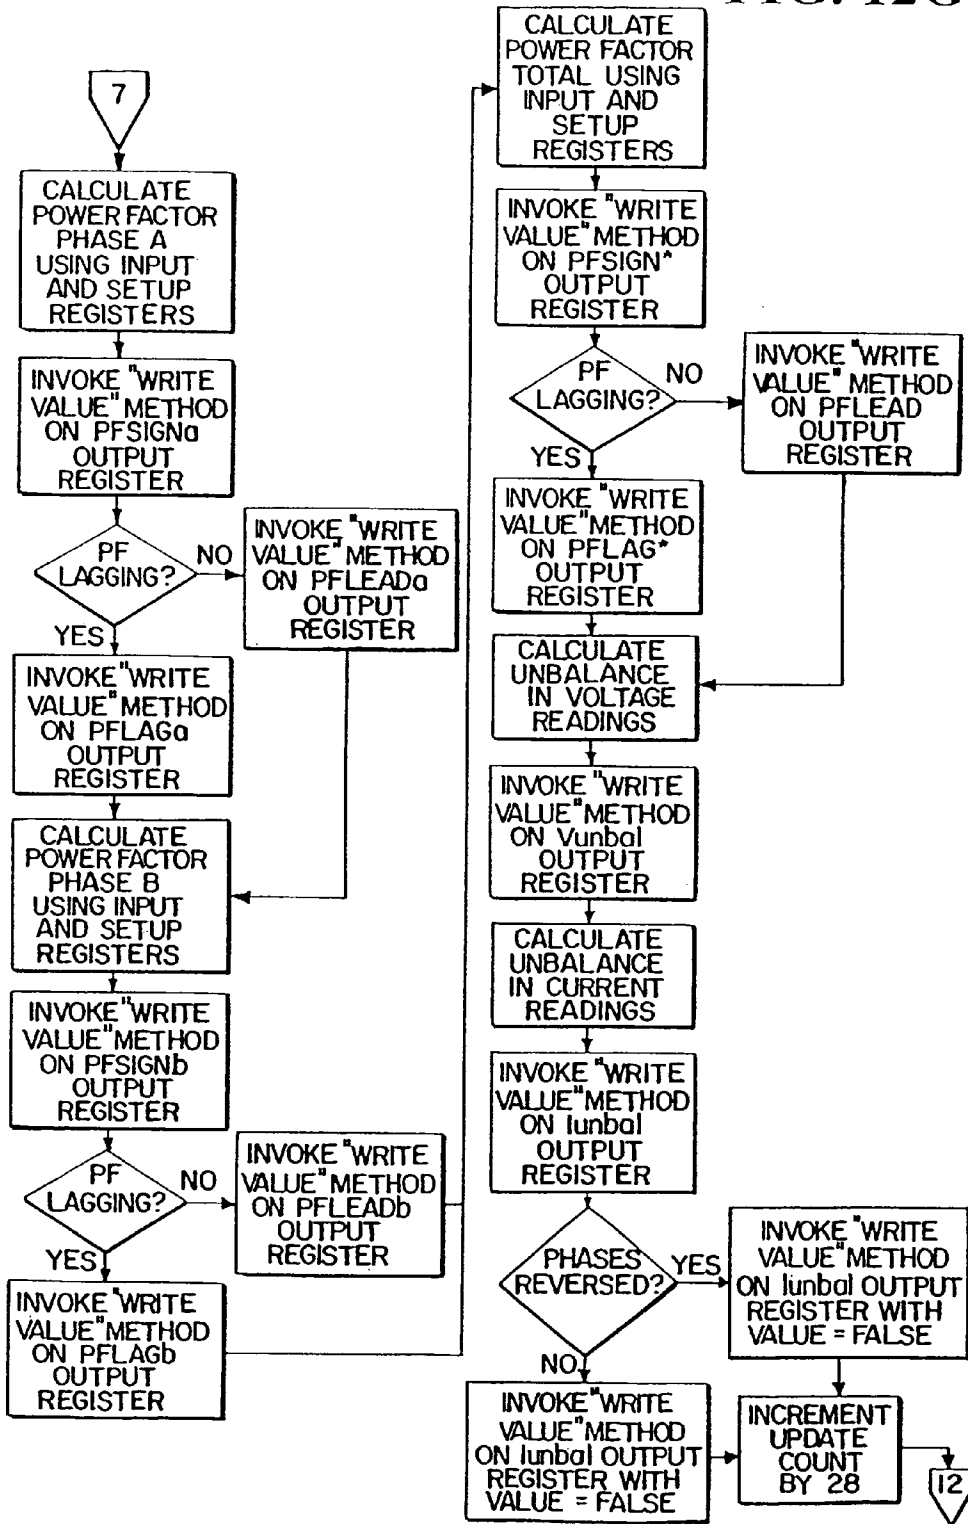 FIG. 12G
7
CALCULATE
POWER FACTOR
PHASE A
USING INPUT
AND SETUP
REGISTERS
INVOKE "WRITE
VALUE" METHOD
ON PFSIGNa
OUTPUT
REGISTER
PF
LAGGING?
NO
YES
INVOKE "WRITE
VALUE" METHOD
ON PFLEADa
OUTPUT
REGISTER
INVOKE "WRITE
VALUE" METHOD
ON PFLAGa
OUTPUT
REGISTER
CALCULATE
POWER FACTOR
PHASE B
USING INPUT
AND SETUP
REGISTERS
INVOKE "WRITE
VALUE" METHOD
ON PFSIGNb
OUTPUT
REGISTER
PF
LAGGING?
NO
YES
INVOKE "WRITE
VALUE" METHOD
ON PFLEADb
OUTPUT
REGISTER
INVOKE "WRITE
VALUE" METHOD
ON PFLAGb
OUTPUT
REGISTER
CALCULATE
POWER FACTOR
TOTAL USING
INPUT AND
SETUP
REGISTERS
INVOKE "WRITE
VALUE" METHOD
ON PFSIGN*
OUTPUT
REGISTER
PF
LAGGING?
NO
YES
INVOKE "WRITE
VALUE" METHOD
ON PFLEAD
OUTPUT
REGISTER
INVOKE "WRITE
VALUE" METHOD
ON PFLAG*
OUTPUT
REGISTER
CALCULATE
UNBALANCE
IN VOLTAGE
READINGS
INVOKE "WRITE
VALUE" METHOD
ON Vunbal
OUTPUT
REGISTER
CALCULATE
UNBALANCE
IN CURRENT
READINGS
INVOKE "WRITE
VALUE" METHOD
ON Iunbal
OUTPUT
REGISTER
PHASES
REVERSED?
YES
NO
INVOKE "WRITE
VALUE" METHOD
ON Iunbal OUTPUT
REGISTER WITH
VALUE = FALSE
INVOKE "WRITE
VALUE" METHOD
ON Iunbal OUTPUT
REGISTER WITH
VALUE = FALSE
INCREMENT
UPDATE
COUNT
BY 28
12